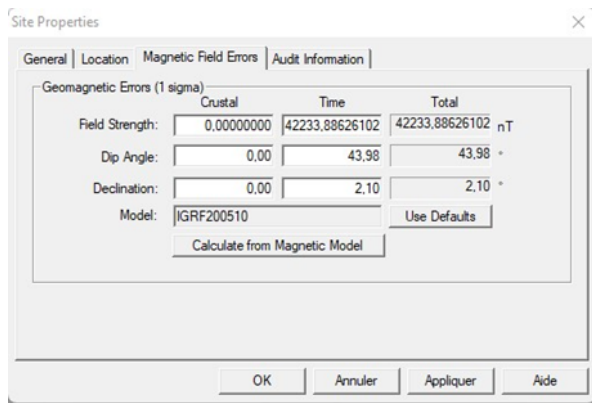 Site Properties
General Location Magnetic Field Errors Audit Information
Geomagnetic Errors (1 sigma)
Crustal Time Total
Field Strength: 0,00000000 42233,88626102 42233,88626102 nT
Dip Angle: 0,00 43,98 43,98 °
Declination: 0,00 2,10 2,10 °
Model: IGRF200510 Use Defaults
Calculate from Magnetic Model
OK Annuler Appliquer Aide